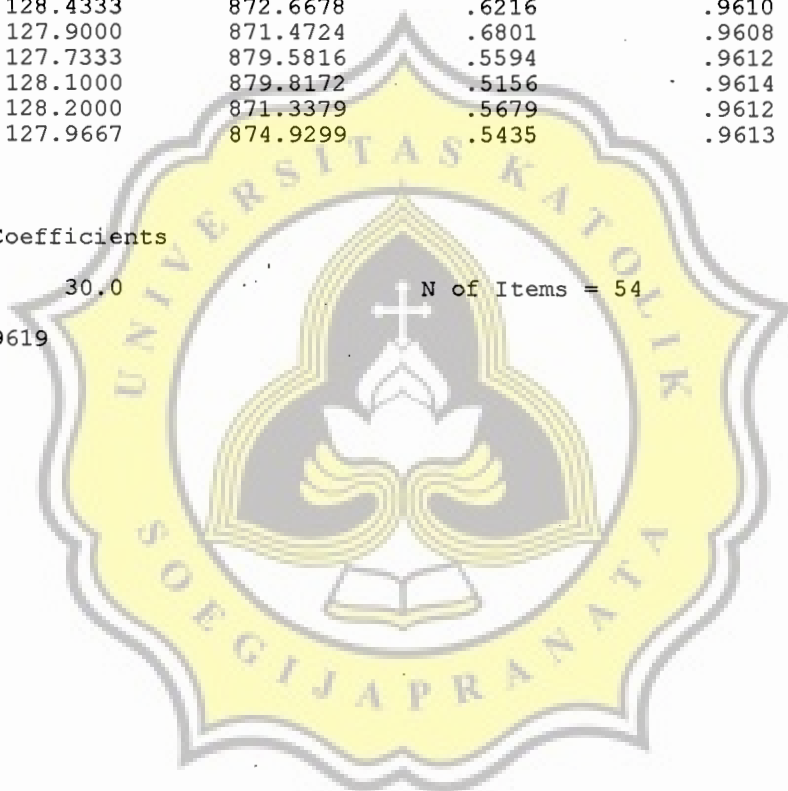 128.4333 872.6678 .6216 .9610
127.9000 871.4724 .6801 .9608
127.7333 879.5816 .5594 .9612
128.1000 879.8172 .5156 .9614
128.2000 871.3379 .5679 .9612
127.9667 874.9299 .5435 .9613
Coefficients
30.0 N of Items = 54
9619
UNIVERSITAS KATOLIK
SOEGIJAPRANATA